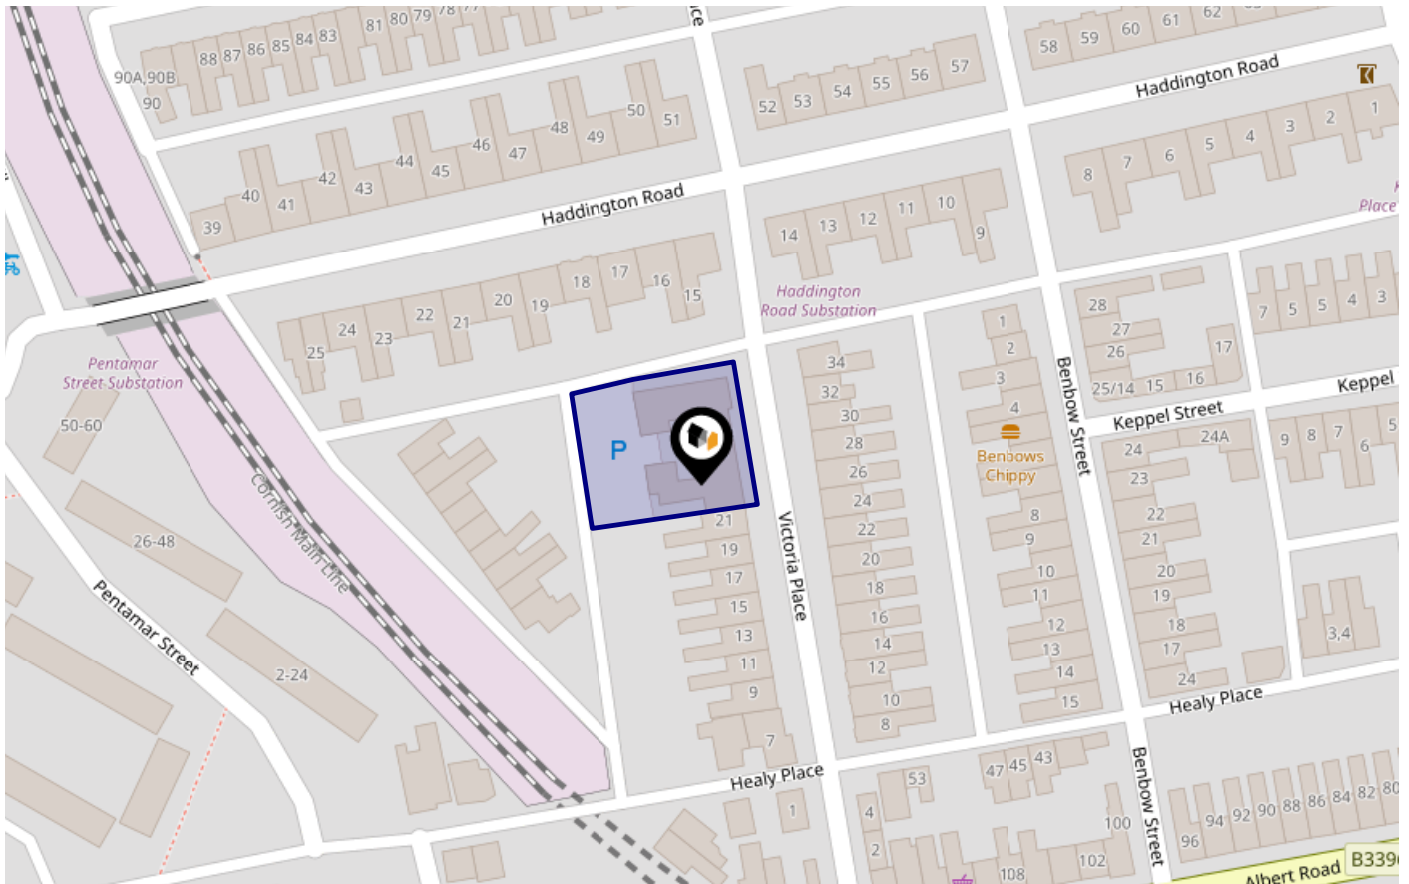 81 80 79 78 77
88 87 86 85 84 83
90A,90B
90
52 53 54 55 56 57
58 59 60 61 62
Haddington Road
39 40 41 42 43 44 45 46 47 48 49 50 51
8 7 6 5 4 3 2 1
Haddington Road
14 13 12 11 10 9
Place
25 24 23 22 21 20 19 18 17 16 15
Haddington
Road Substation
Pentamar
Street Substation
50-60
26-48
2-24
Cornish Main Line
Pentamar Street
P
34
32
30
28
26
24
22
20
18
16
14
12
10
8
21
19
17
15
13
11
9
7
Victoria Place
1
2
3
4
Benbows
Chippy
8
9
10
11
12
13
14
15
Benbow Street
28
27
26
25/14 15 16 17
7 5 5 4 3
Keppel
Keppel Street
24 24A
23
22
21
20
19
18
17
24
9 8 7 6 5
3,4
Healy Place
Healy Place
1
53
47 45 43
4
2
108
102
100
Benbow Street
96 94 92 90 88 86 84 82 80
Albert Road